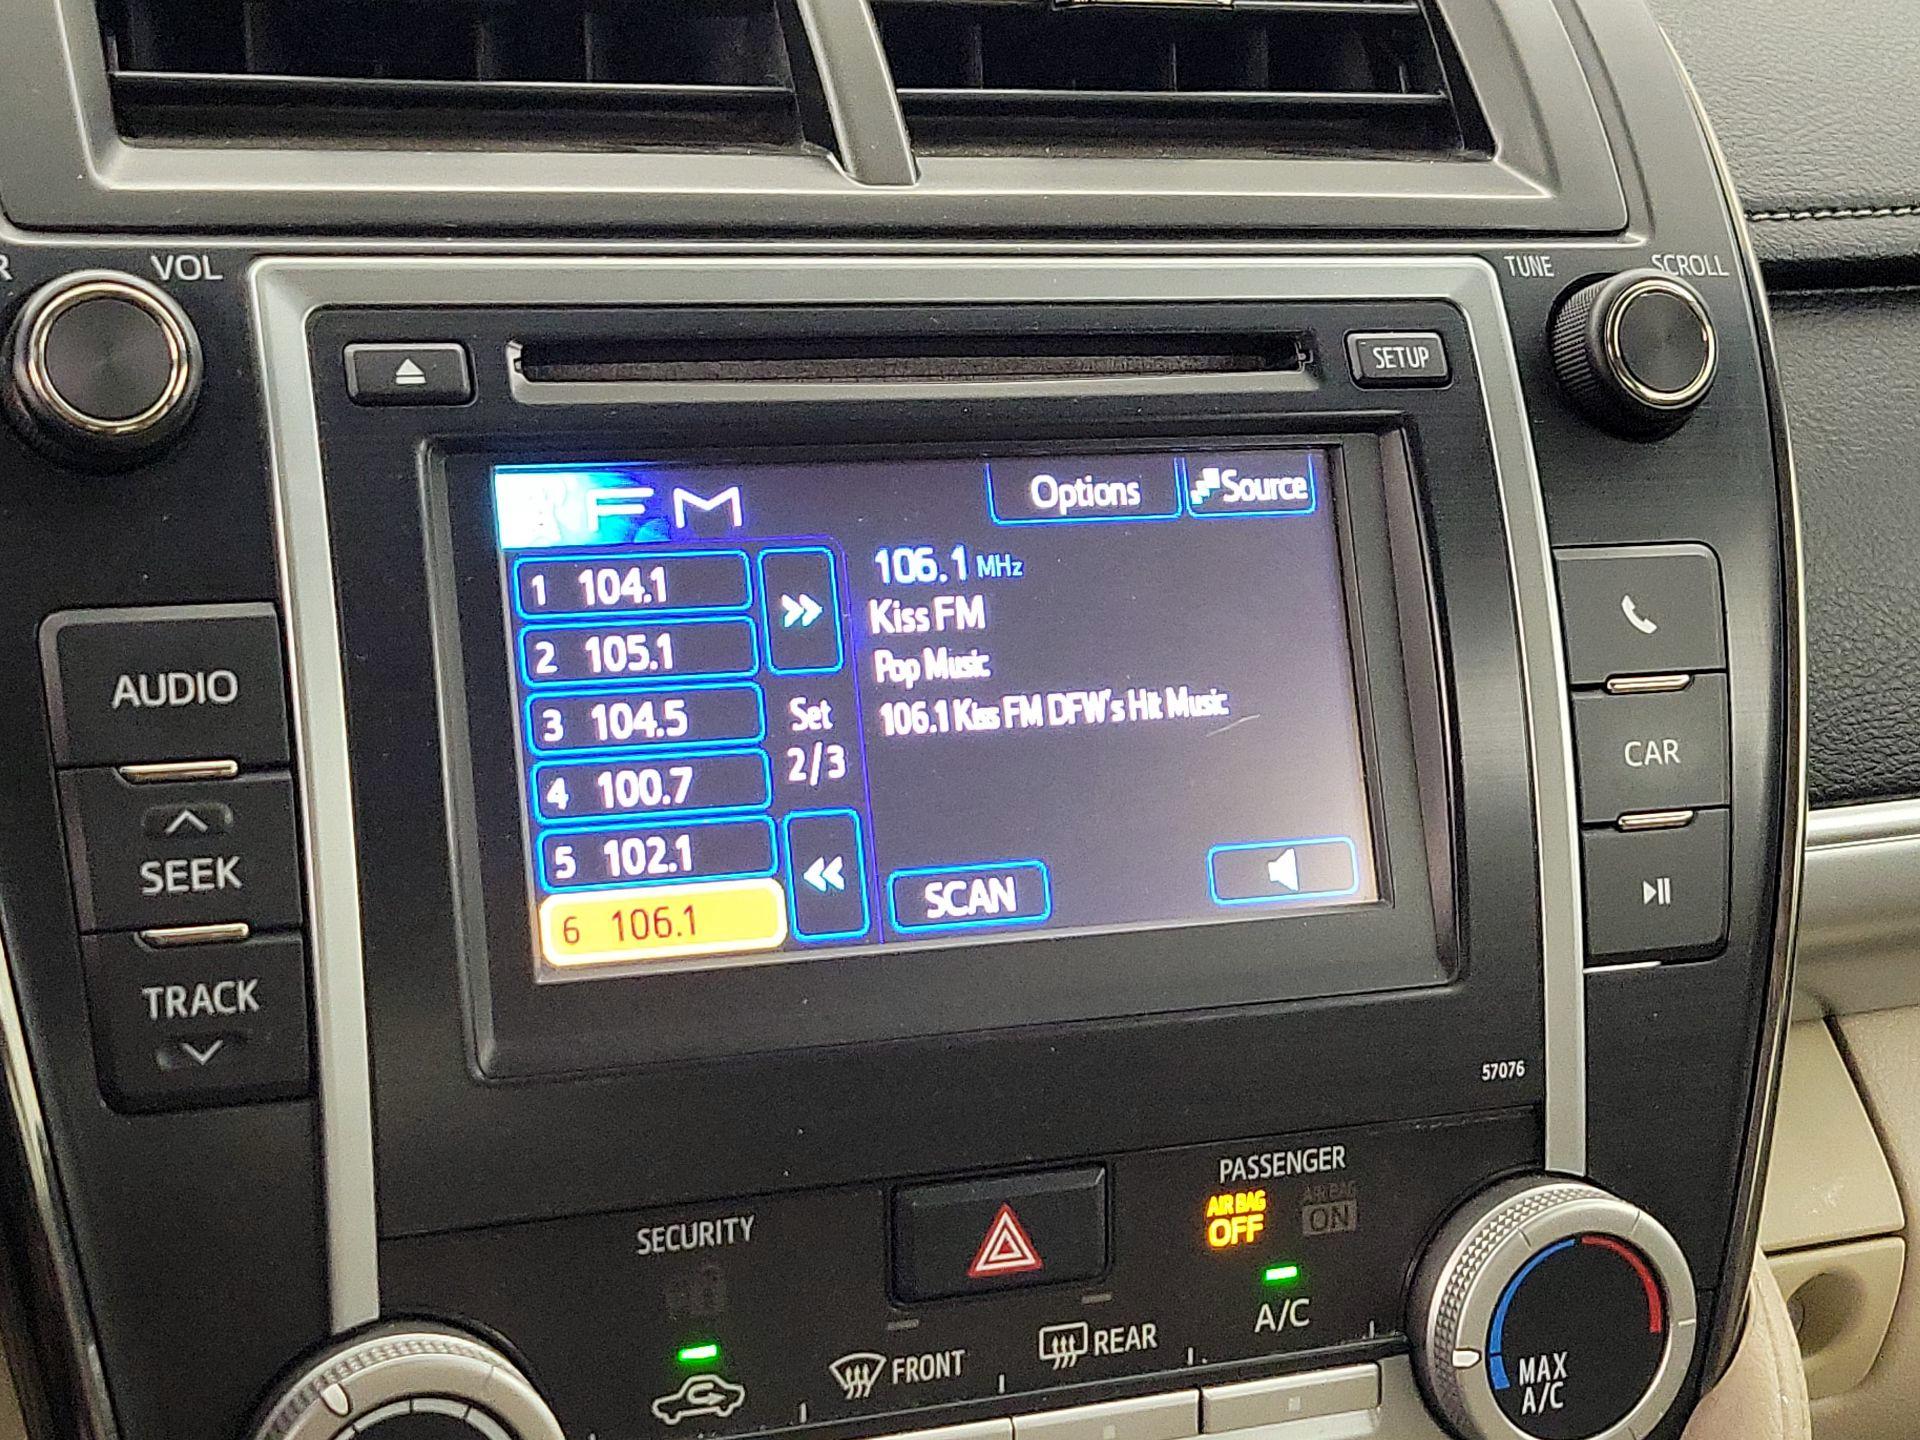 VOL
TUNE
SCROLL
SETUP
FM
Options
Source
1 104.1
2 105.1
3 104.5
4 100.7
5 102.1
6 106.1
Set
2/3
106.1 MHz
Kiss FM
Pop Music
106.1 Kiss FM DFW's Hit Music
SCAN
AUDIO
SEEK
TRACK
CAR
57076
SECURITY
PASSENGER
AIR BAG
OFF
AIR BAG
ON
A/C
FRONT
REAR
MAX
A/C